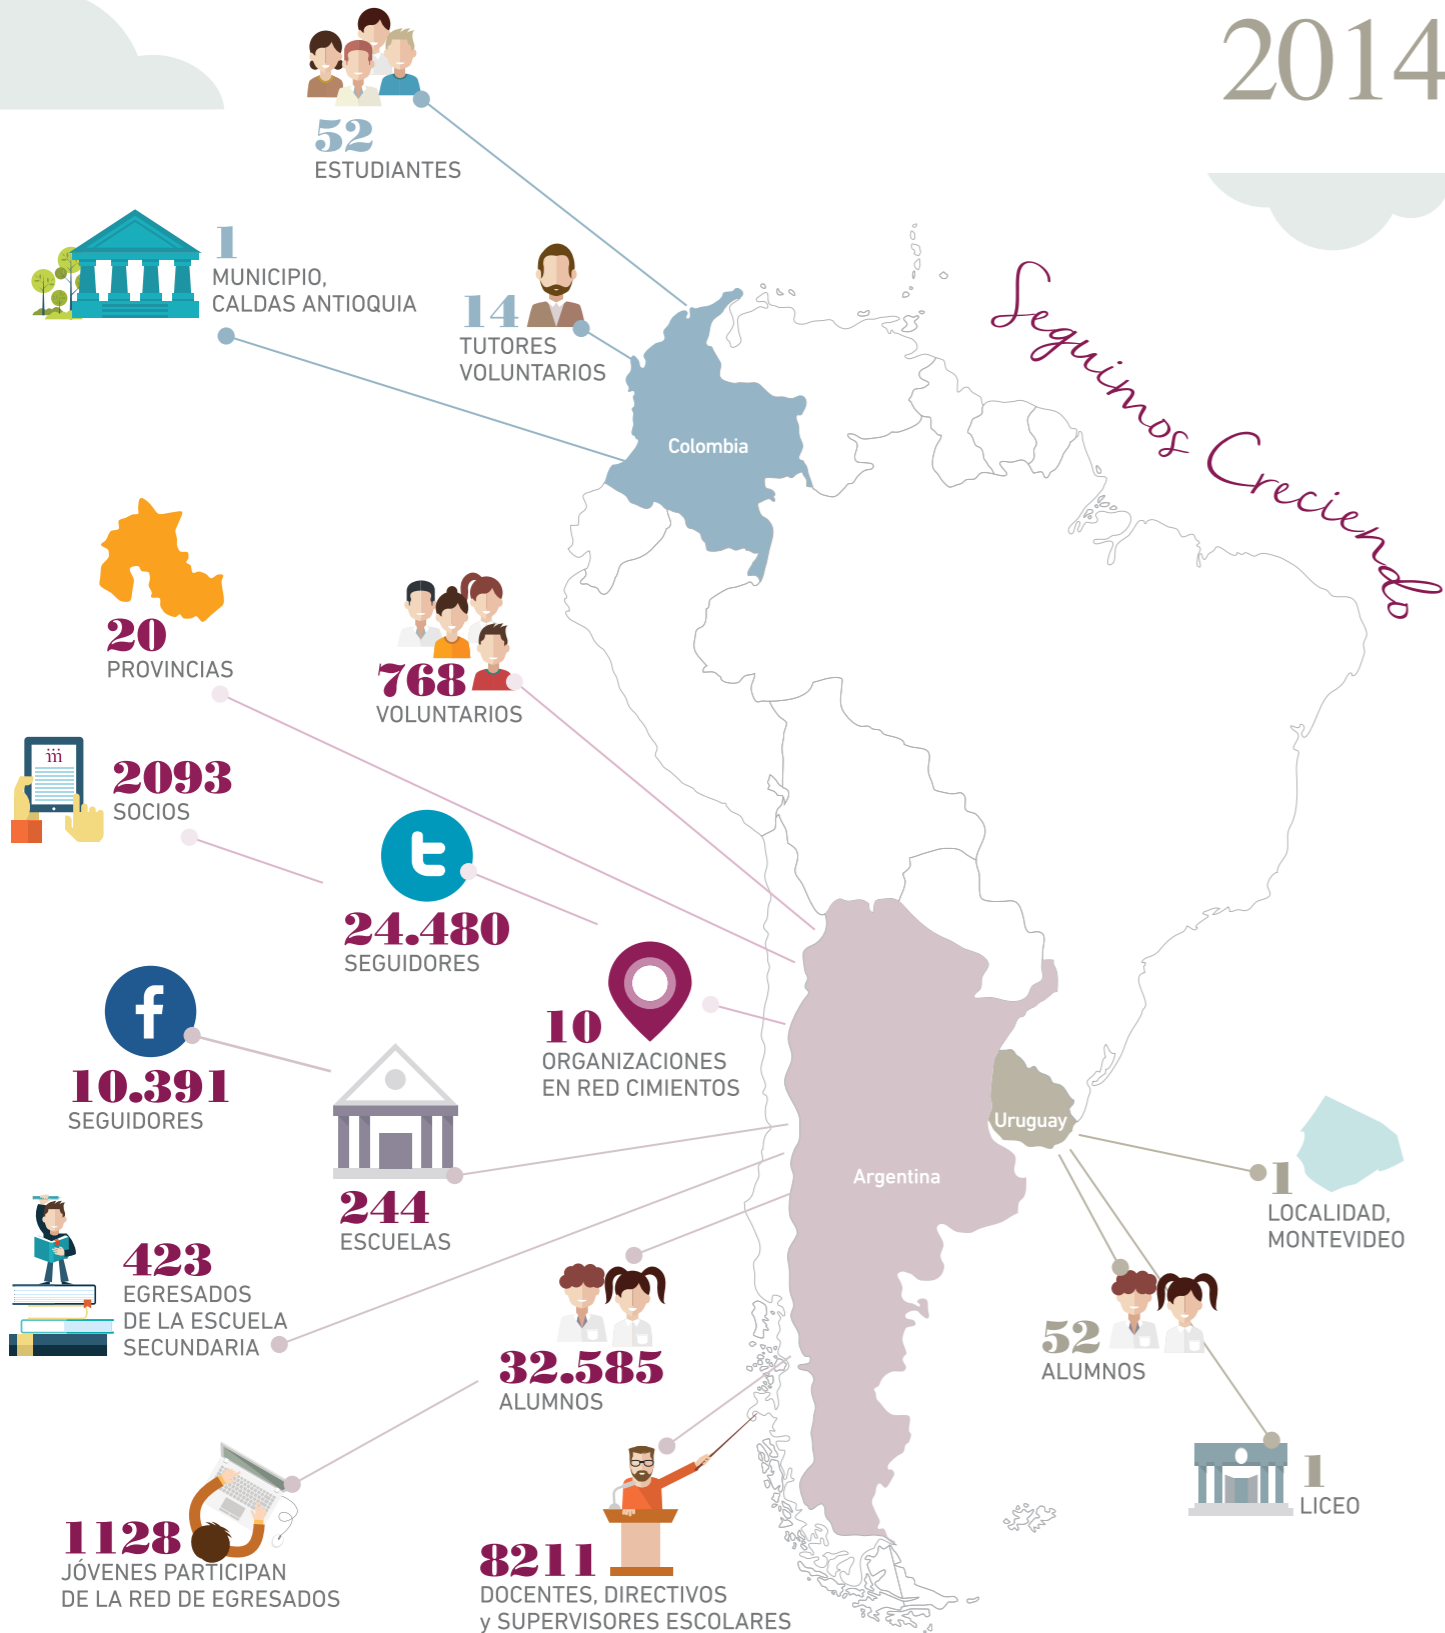 2014
52
ESTUDIANTES
1
MUNICIPIO,
CALDAS ANTIOQUIA
14
TUTORES
VOLUNTARIOS
Seguimos Creciendo
Colombia
20
PROVINCIAS
768
VOLUNTARIOS
2093
SOCIOS
24.480
SEGUIDORES
10.391
SEGUIDORES
10
ORGANIZACIONES
EN RED CIMIENTOS
244
ESCUELAS
Uruguay
Argentina
1
LOCALIDAD,
MONTEVIDEO
423
EGRESADOS
DE LA ESCUELA
SECUNDARIA
32.585
ALUMNOS
52
ALUMNOS
1
LICEO
1128
JÓVENES PARTICIPAN
DE LA RED DE EGRESADOS
8211
DOCENTES, DIRECTIVOS
y SUPERVISORES ESCOLARES